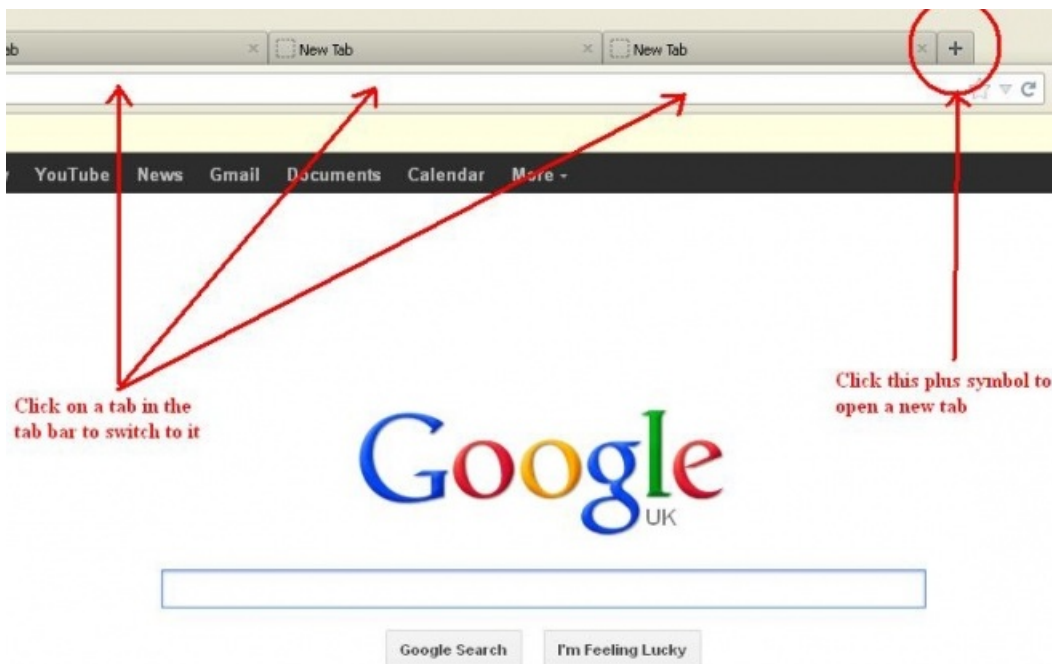 New Tab
New Tab
+
YouTube News Gmail Documents Calendar More
Click on a tab in the
tab bar to switch to it
Click this plus symbol to
open a new tab
Google
UK
Google Search I'm Feeling Lucky